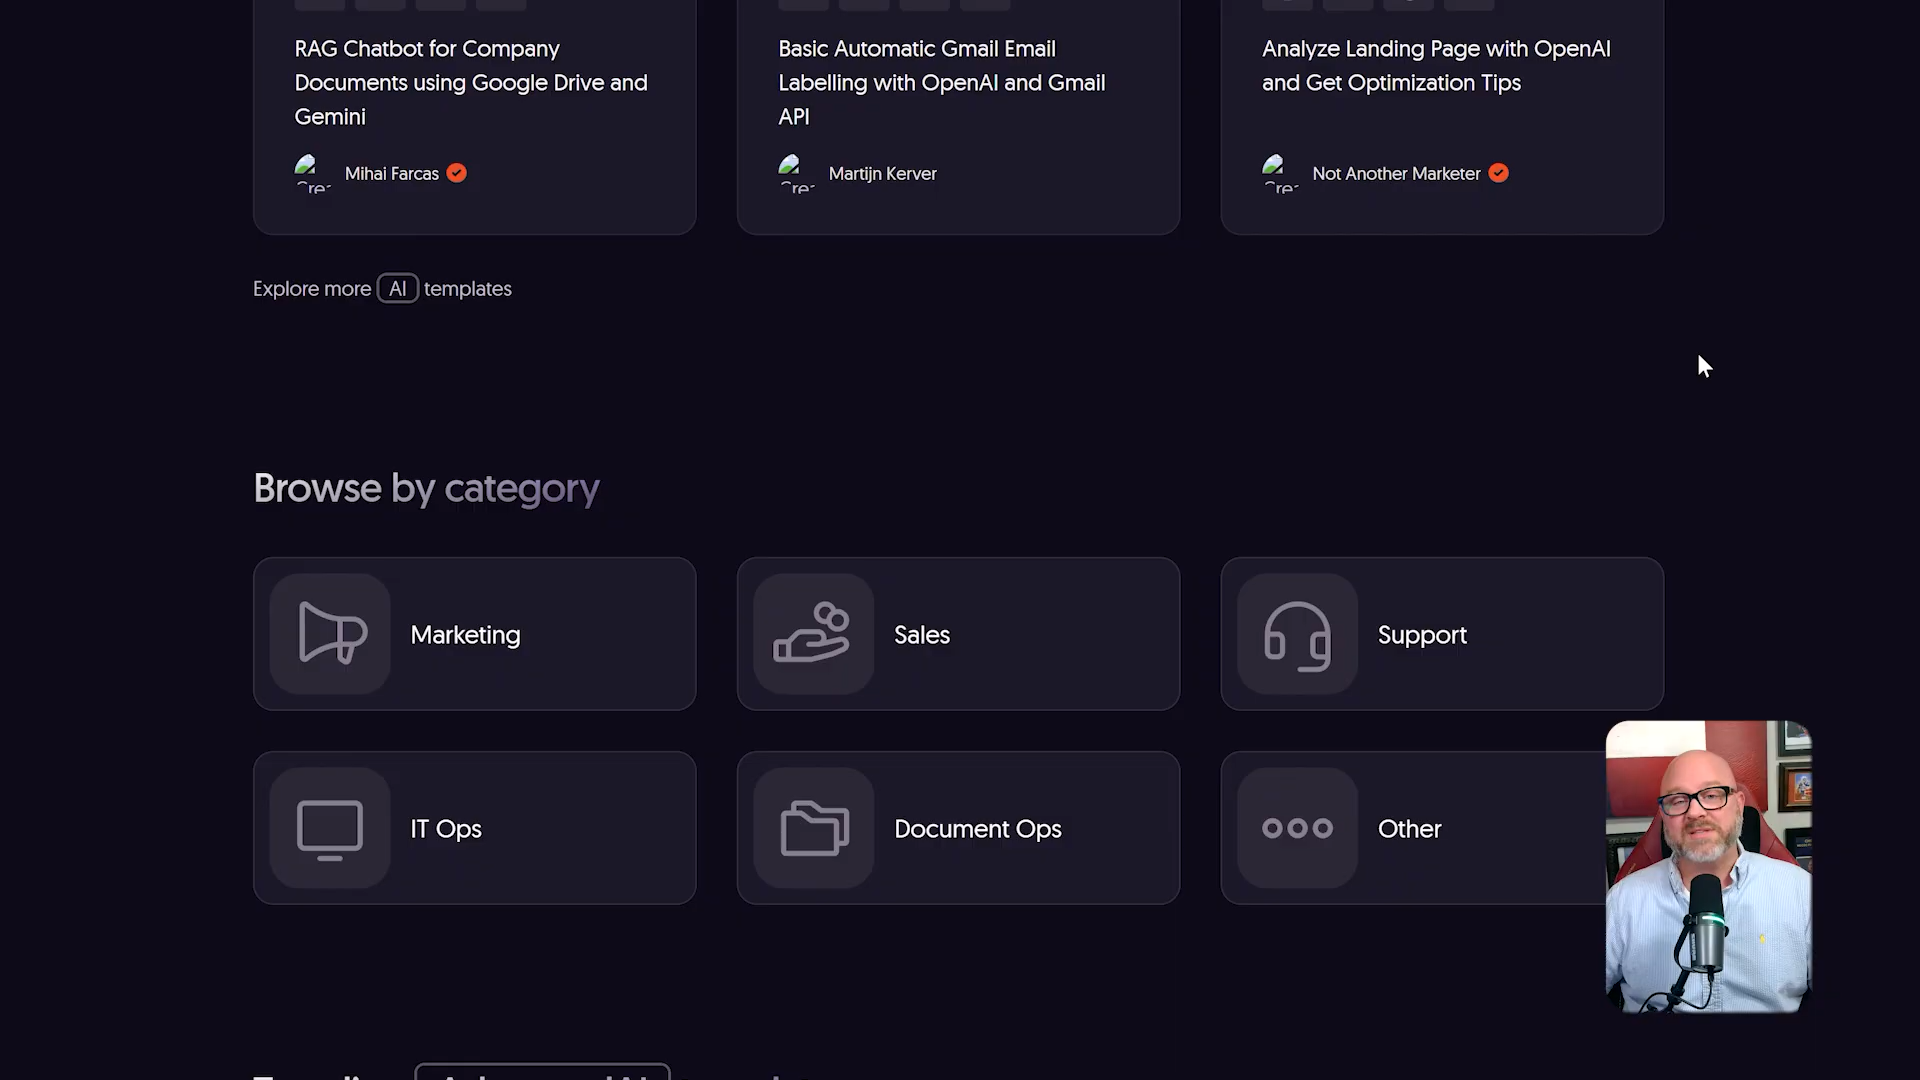 RAG Chatbot for Company
Documents using Google Drive and
Gemini
Mihai Farcas
Basic Automatic Gmail Email
Labelling with OpenAI and Gmail
API
Martijn Kerver
Analyze Landing Page with OpenAI
and Get Optimization Tips
Not Another Marketer
Explore more AI templates
Browse by category
Marketing
Sales
Support
IT Ops
Document Ops
Other